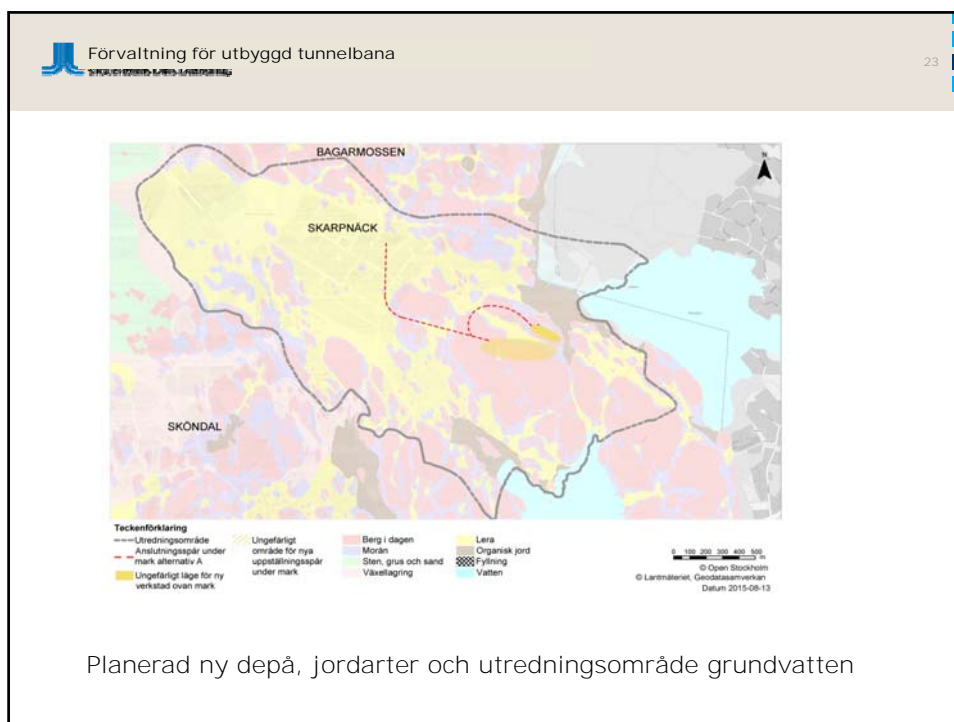 Förvaltning för utbyggd tunnelbana
23
BAGARMOSSEN
N
SKARPNÄCK
SKÖNDAL
Teckenförklaring
Utredningsområde
Anslutningsspår under
mark alternativ A
Ungefärligt läge för ny
verkstad ovan mark
Ungefärligt
område för nya
uppställningsspår
under mark
Berg i dagen
Morän
Sten, grus och sand
Växellagring
Lera
Organisk jord
Fyllning
Vatten
0 100 200 300 400 500
m
© Open Stockholm
© Lantmäteriet, Geodatasamverkan
Datum 2015-08-13
Planerad ny depå, jordarter och utredningsområde grundvatten